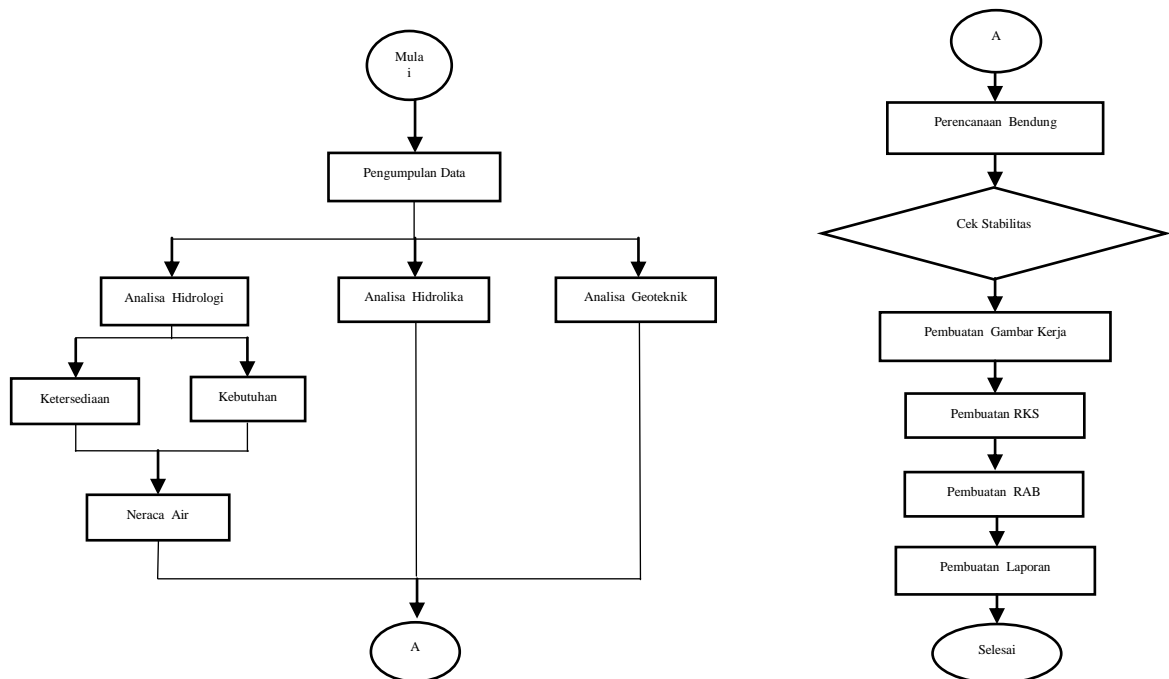 Mula
i
Pengumpulan Data
Analisa Hidrologi
Analisa Hidrolika
Analisa Geoteknik
Ketersediaan
Kebutuhan
Neraca Air
A
A
Perencanaan Bendung
Cek Stabilitas
Pembuatan Gambar Kerja
Pembuatan RKS
Pembuatan RAB
Pembuatan Laporan
Selesai